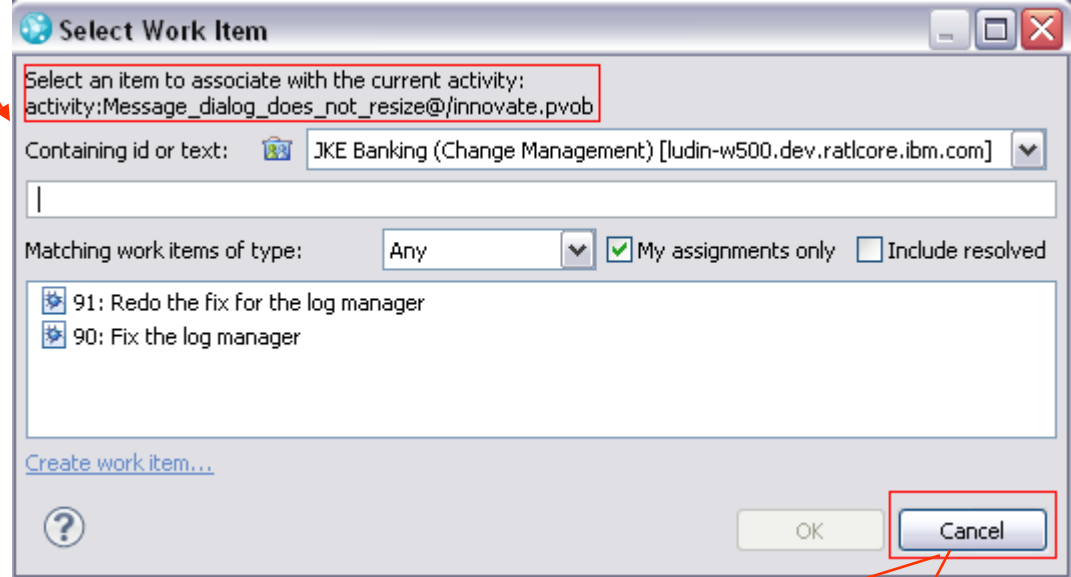 Select Work Item
Select an item to associate with the current activity:
activity:Message_dialog_does_not_resize@/innovate.pvob
Containing id or text: JKE Banking (Change Management) [ludin-w500.dev.ratlcore.ibm.com]
Matching work items of type: Any My assignments only Include resolved
91: Redo the fix for the log manager
90: Fix the log manager
Create work item...
? OK Cancel